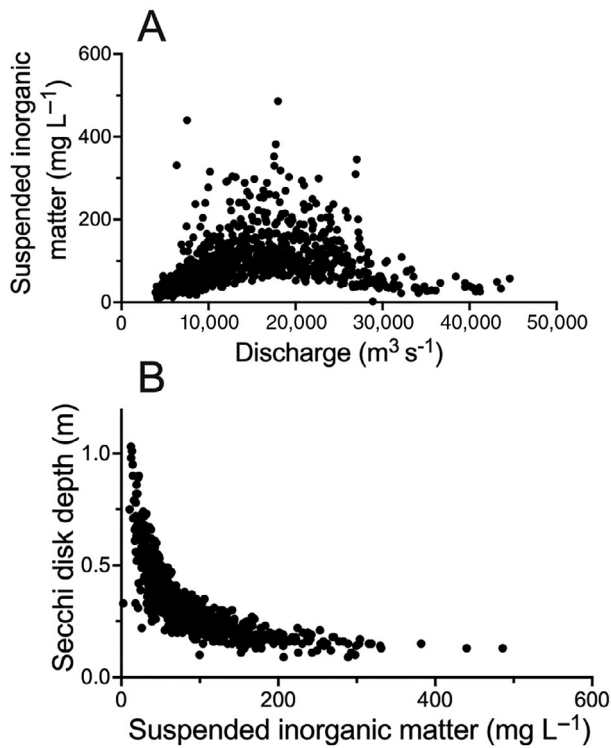 A
Suspended inorganic
matter (mg L⁻¹)
600
400
200
0
0 10,000 20,000 30,000 40,000 50,000
Discharge (m³ s⁻¹)
B
Secchi disk depth (m)
1.0
0.5
0.0
0 200 400 600
Suspended inorganic matter (mg L⁻¹)